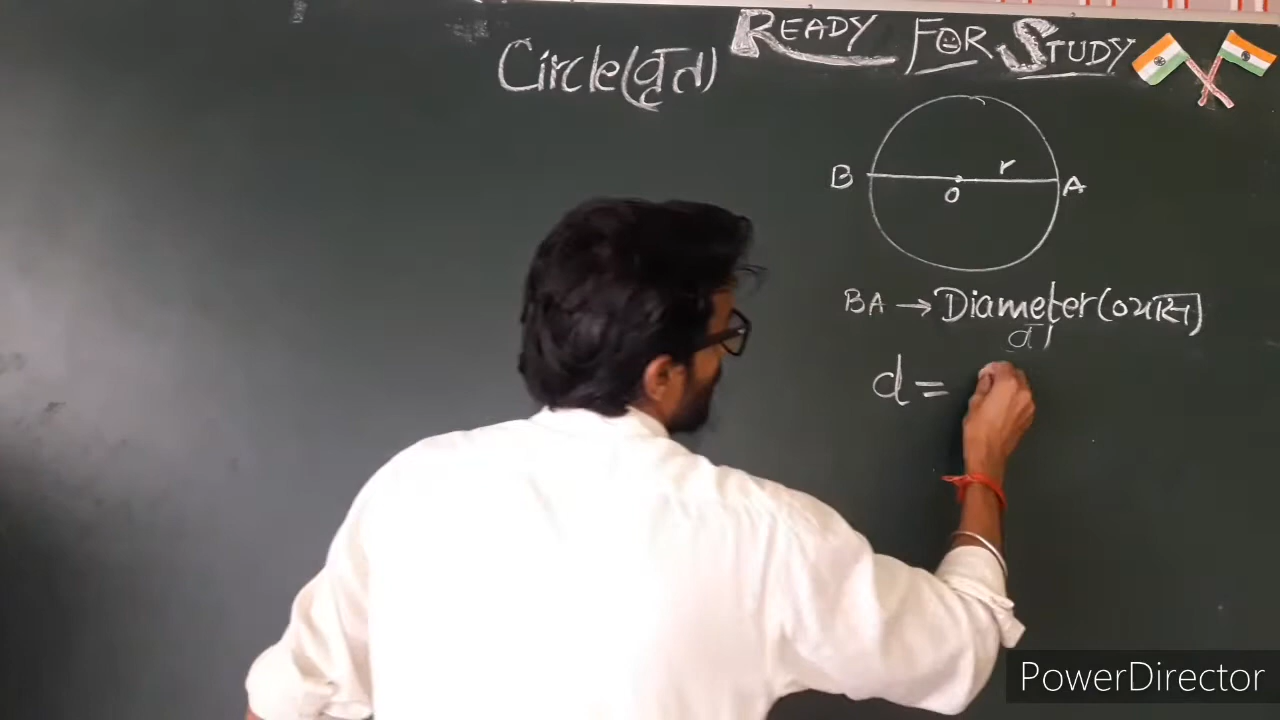 READY FOR STUDY
Circle(वृत)
B
r
O
A
BA → Diameter(व्यास)
d=
PowerDirector